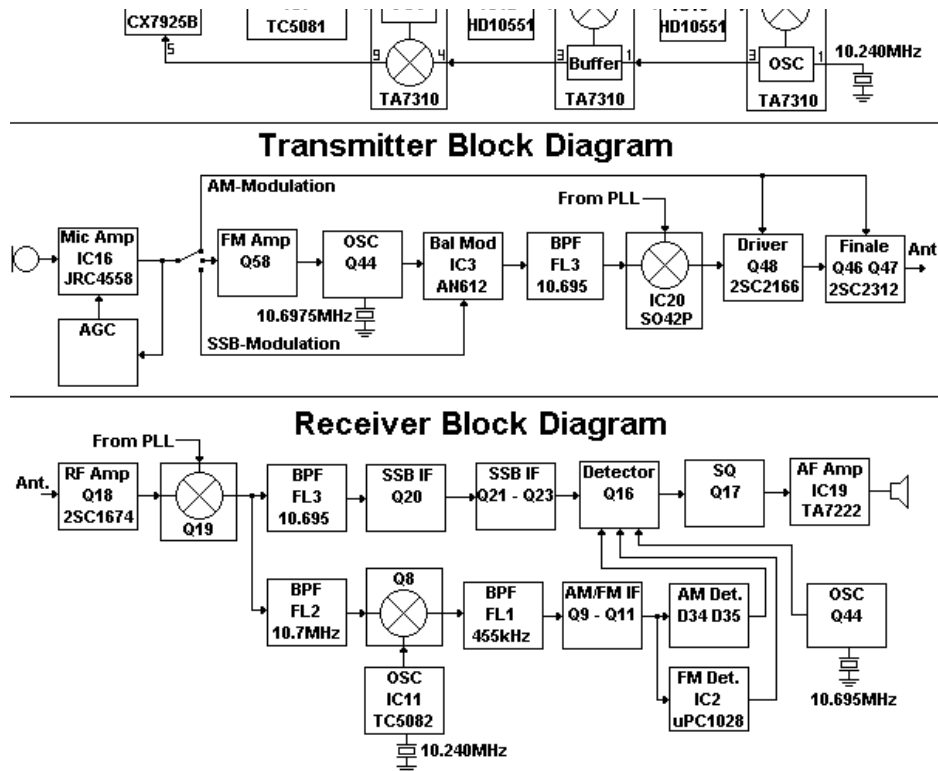 CX7925B
5
TC5081
9
4
TA7310
HD10551
3
Buffer
1
TA7310
HD10551
3
OSC
1
TA7310
10.240MHz
Transmitter Block Diagram
AM-Modulation
From PLL
Mic Amp
IC16
JRC4558
FM Amp
Q58
OSC
Q44
Bal Mod
IC3
AN612
BPF
FL3
10.695
IC20
SO42P
Driver
Q48
2SC2166
Finale
Q46 Q47
2SC2312
Ant
10.6975MHz
AGC
SSB-Modulation
Receiver Block Diagram
From PLL
Ant.
RF Amp
Q18
2SC1674
Q19
BPF
FL3
10.695
SSB IF
Q20
SSB IF
Q21 - Q23
Detector
Q16
SQ
Q17
AF Amp
IC19
TA7222
BPF
FL2
10.7MHz
Q8
BPF
FL1
455kHz
AM/FM IF
Q9 - Q11
AM Det.
D34 D35
OSC
Q44
10.695MHz
OSC
IC11
TC5082
10.240MHz
FM Det.
IC2
uPC1028